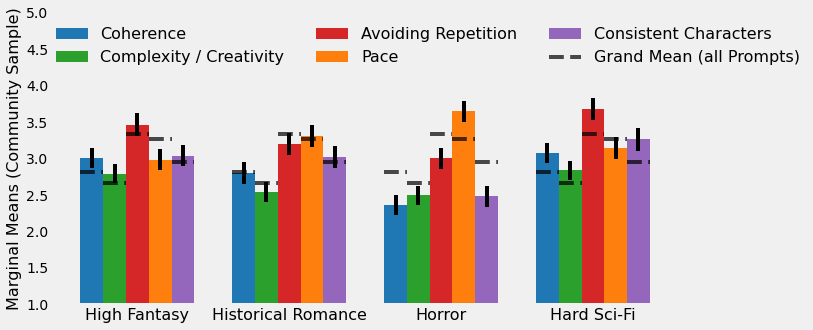 Marginal Means (Community Sample)
5.0
4.5
4.0
3.5
3.0
2.5
2.0
1.5
1.0
Coherence
Complexity / Creativity
Avoiding Repetition
Pace
Consistent Characters
Grand Mean (all Prompts)
High Fantasy
Historical Romance
Horror
Hard Sci-Fi